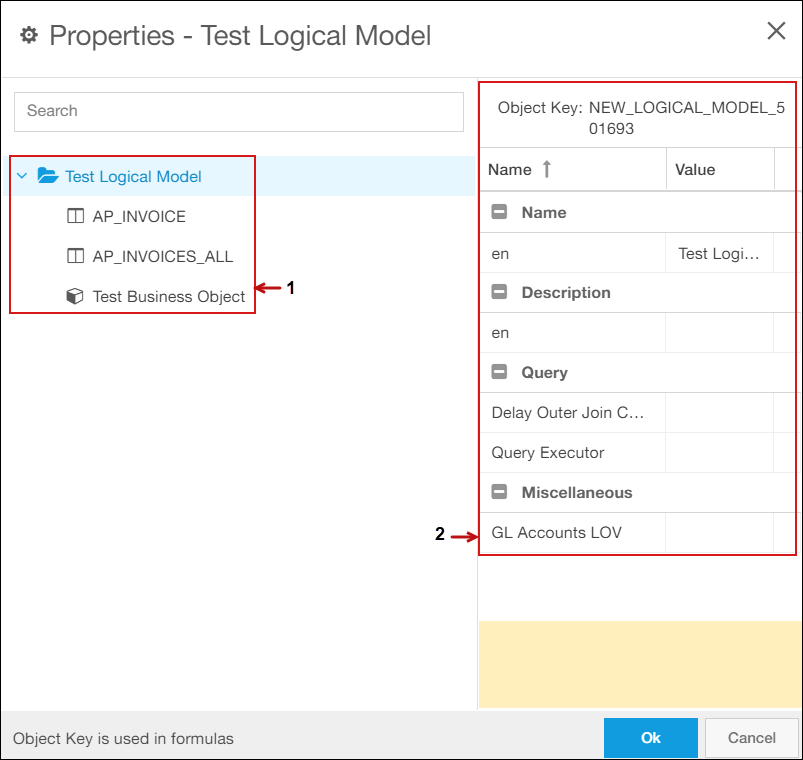 Properties - Test Logical Model
Search
Test Logical Model
AP_INVOICE
AP_INVOICES_ALL
Test Business Object
1
Object Key: NEW_LOGICAL_MODEL_5
01693
Name Value
Name
en Test Logi...
Description
en
Query
Delay Outer Join C...
Query Executor
Miscellaneous
2
GL Accounts LOV
Object Key is used in formulas
Ok
Cancel